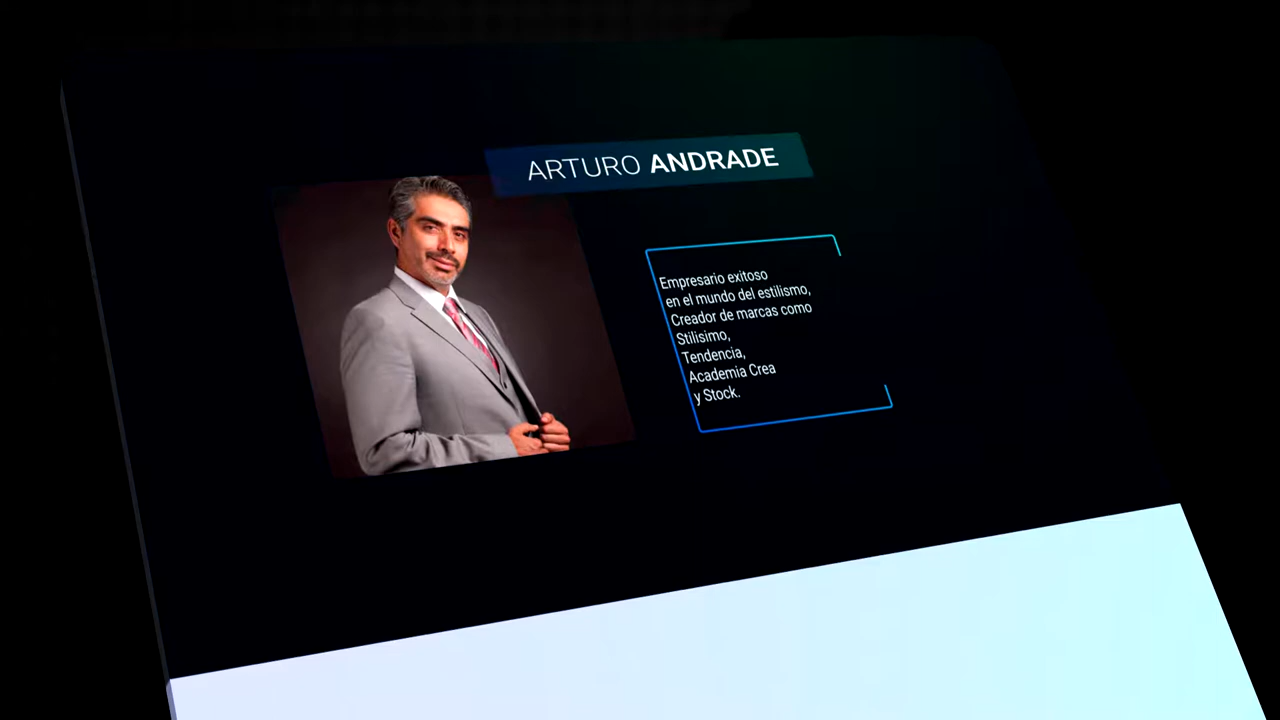 ARTURO ANDRADE
Empresario exitoso
en el mundo del estilismo,
Creador de marcas como
Stilisimo,
Tendencia,
Academia Crea
y Stock.